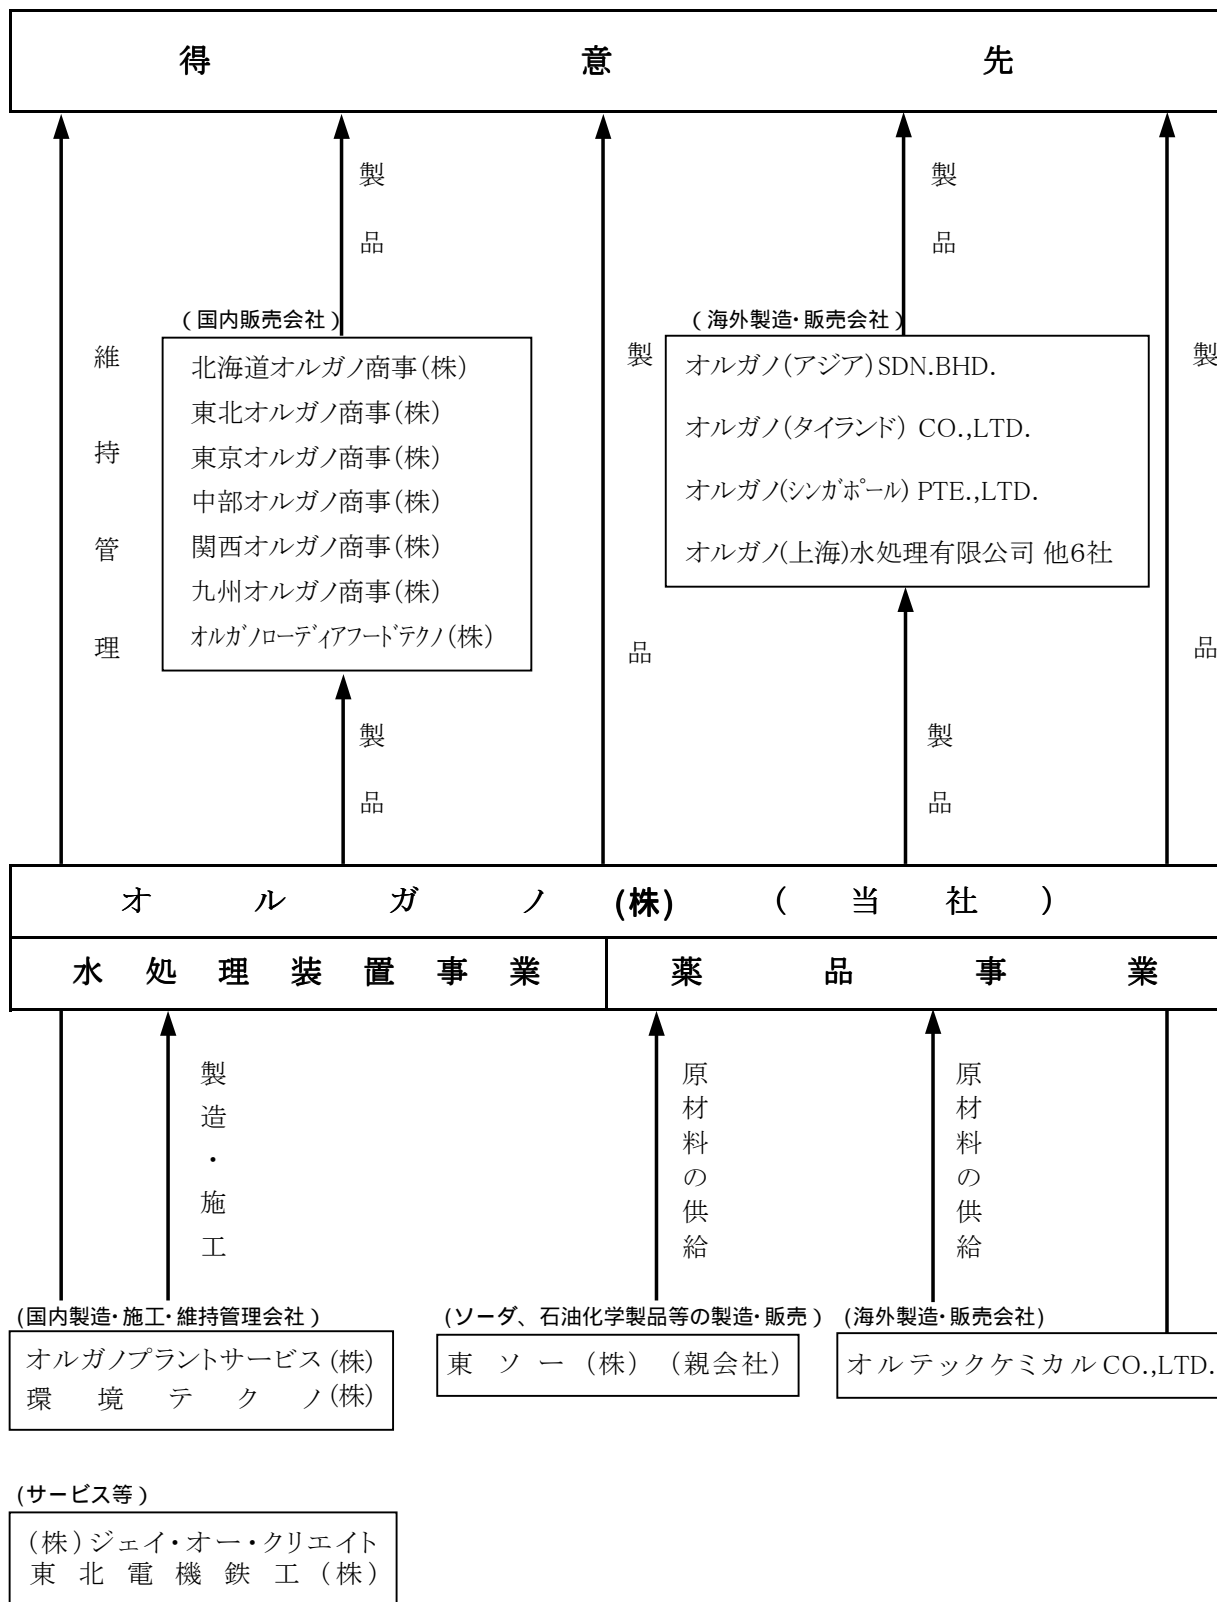 得意先
製品
製品
(国内販売会社)
北海道オルガノ商事(株)
東北オルガノ商事(株)
東京オルガノ商事(株)
中部オルガノ商事(株)
関西オルガノ商事(株)
九州オルガノ商事(株)
オルガノローディアフードテクノ(株)
(海外製造・販売会社)
オルガノ(アジア)SDN.BHD.
オルガノ(タイランド) CO.,LTD.
オルガノ(シンガポール) PTE.,LTD.
オルガノ(上海)水処理有限公司 他6社
維持管理
製品
製品
製品
製品
オルガノ(株)(当社)
水処理装置事業
薬品事業
製造・施工
原材料の供給
原材料の供給
(国内製造・施工・維持管理会社)
オルガノプラントサービス(株)
環境テクノ(株)
(ソーダ、石油化学製品等の製造・販売)
東ソー(株)(親会社)
(海外製造・販売会社)
オルテックケミカル CO.,LTD.
(サービス等)
(株)ジェイ・オー・クリエイト
東北電機鉄工(株)